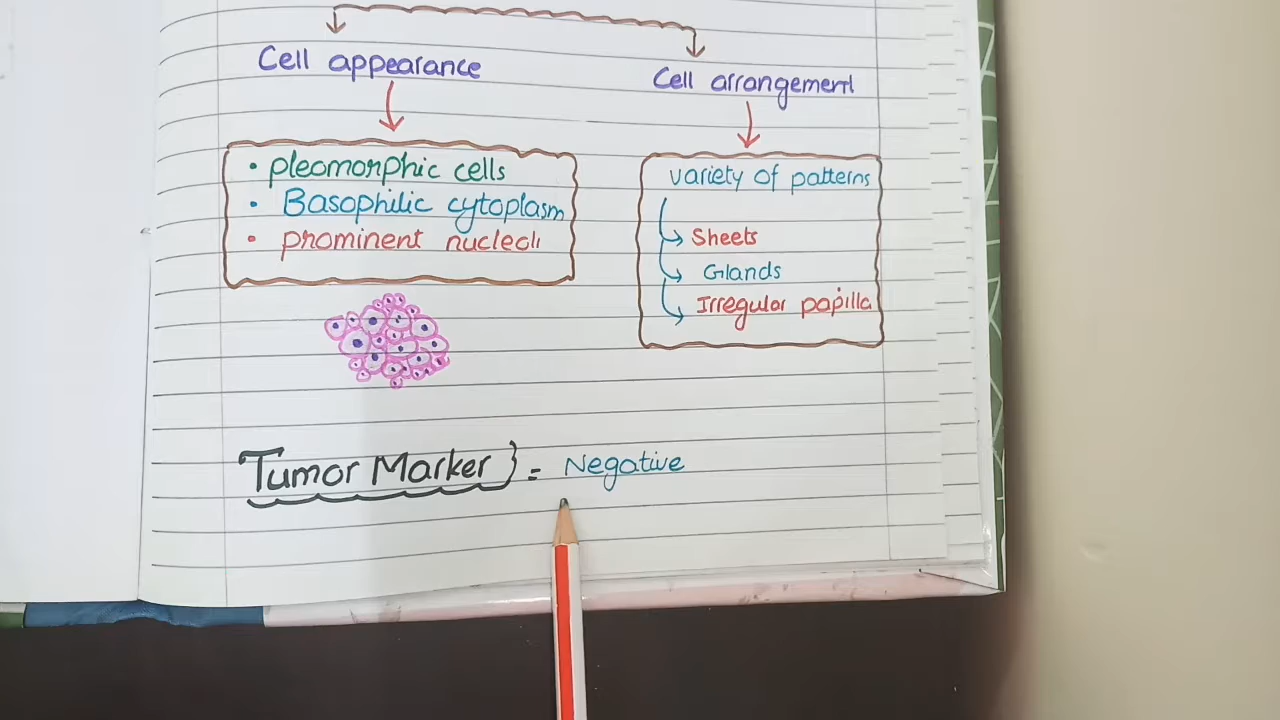 Cell appearance
Cell arrangement
• pleomorphic cells
• Basophilic cytoplasm
• prominent nucleoli
variety of patterns
Sheets
Glands
Irregular papilla
Tumor Marker } = Negative